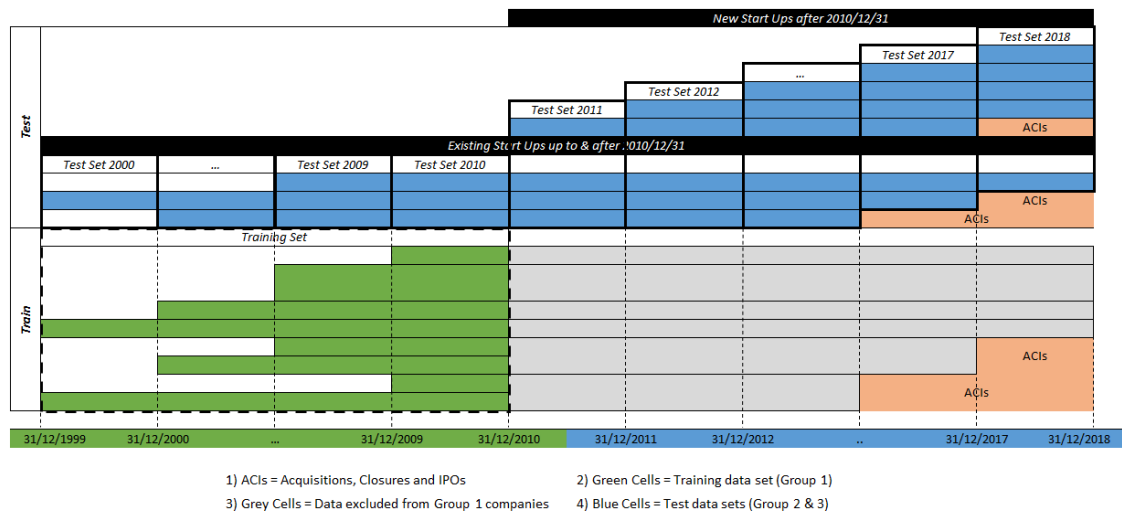 New Start Ups after 2010/12/31
Test Set 2018
Test Set 2017
...
Test Set 2012
Test Set 2011
ACIs
Test
Existing Start Ups up to & after 2010/12/31
Test Set 2000
...
Test Set 2009
Test Set 2010
ACIs
ACIs
Training Set
Train
ACIs
ACIs
31/12/1999
31/12/2000
...
31/12/2009
31/12/2010
31/12/2011
31/12/2012
..
31/12/2017
31/12/2018
1) ACIs = Acquisitions, Closures and IPOs
2) Green Cells = Training data set (Group 1)
3) Grey Cells = Data excluded from Group 1 companies
4) Blue Cells = Test data sets (Group 2 & 3)